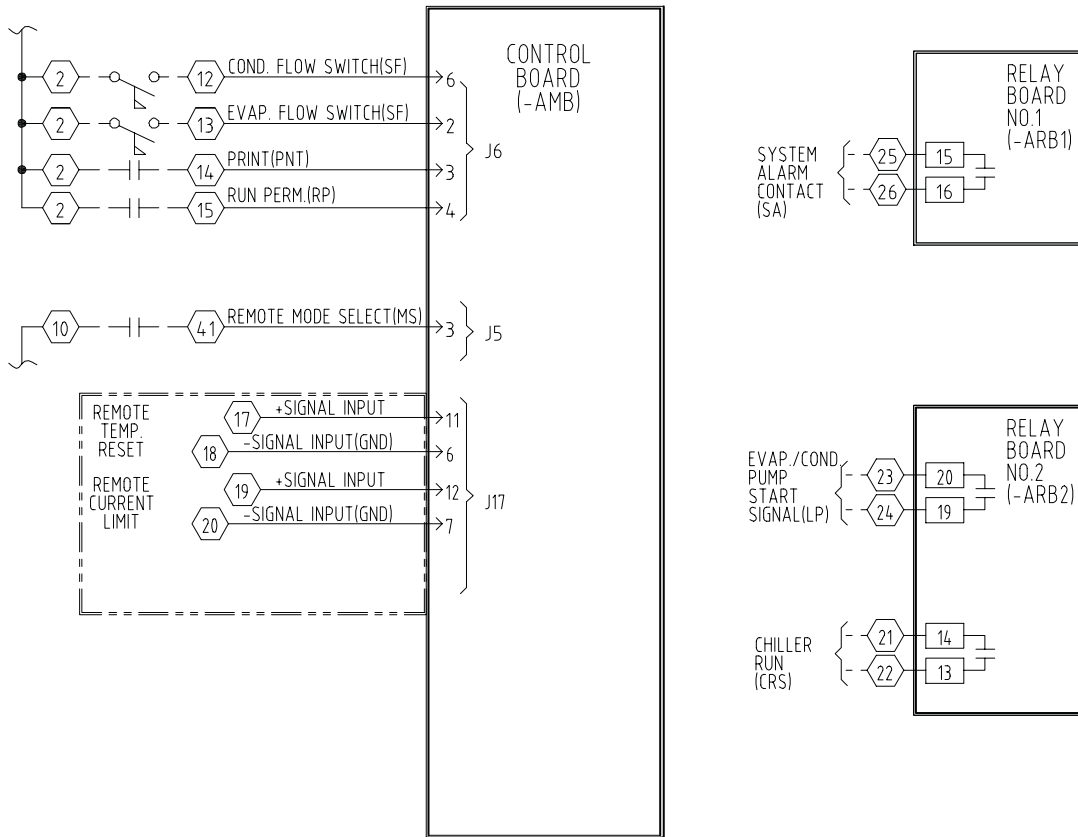 CONTROL
BOARD
(-AMB)
2 12 COND. FLOW SWITCH(SF) 6
2 13 EVAP. FLOW SWITCH(SF) 2
2 14 PRINT(PNT) 3
2 15 RUN PERM.(RP) 4
J6
10 41 REMOTE MODE SELECT(MS) 3
J5
REMOTE
TEMP.
RESET
17 +SIGNAL INPUT 11
18 -SIGNAL INPUT(GND) 6
REMOTE
CURRENT
LIMIT
19 +SIGNAL INPUT 12
20 -SIGNAL INPUT(GND) 7
J17
RELAY
BOARD
NO.1
(-ARB1)
SYSTEM
ALARM
CONTACT
(SA)
25 15
26 16
RELAY
BOARD
NO.2
(-ARB2)
EVAP./COND
PUMP
START
SIGNAL(LP)
23 20
24 19
CHILLER
RUN
(CRS)
21 14
22 13